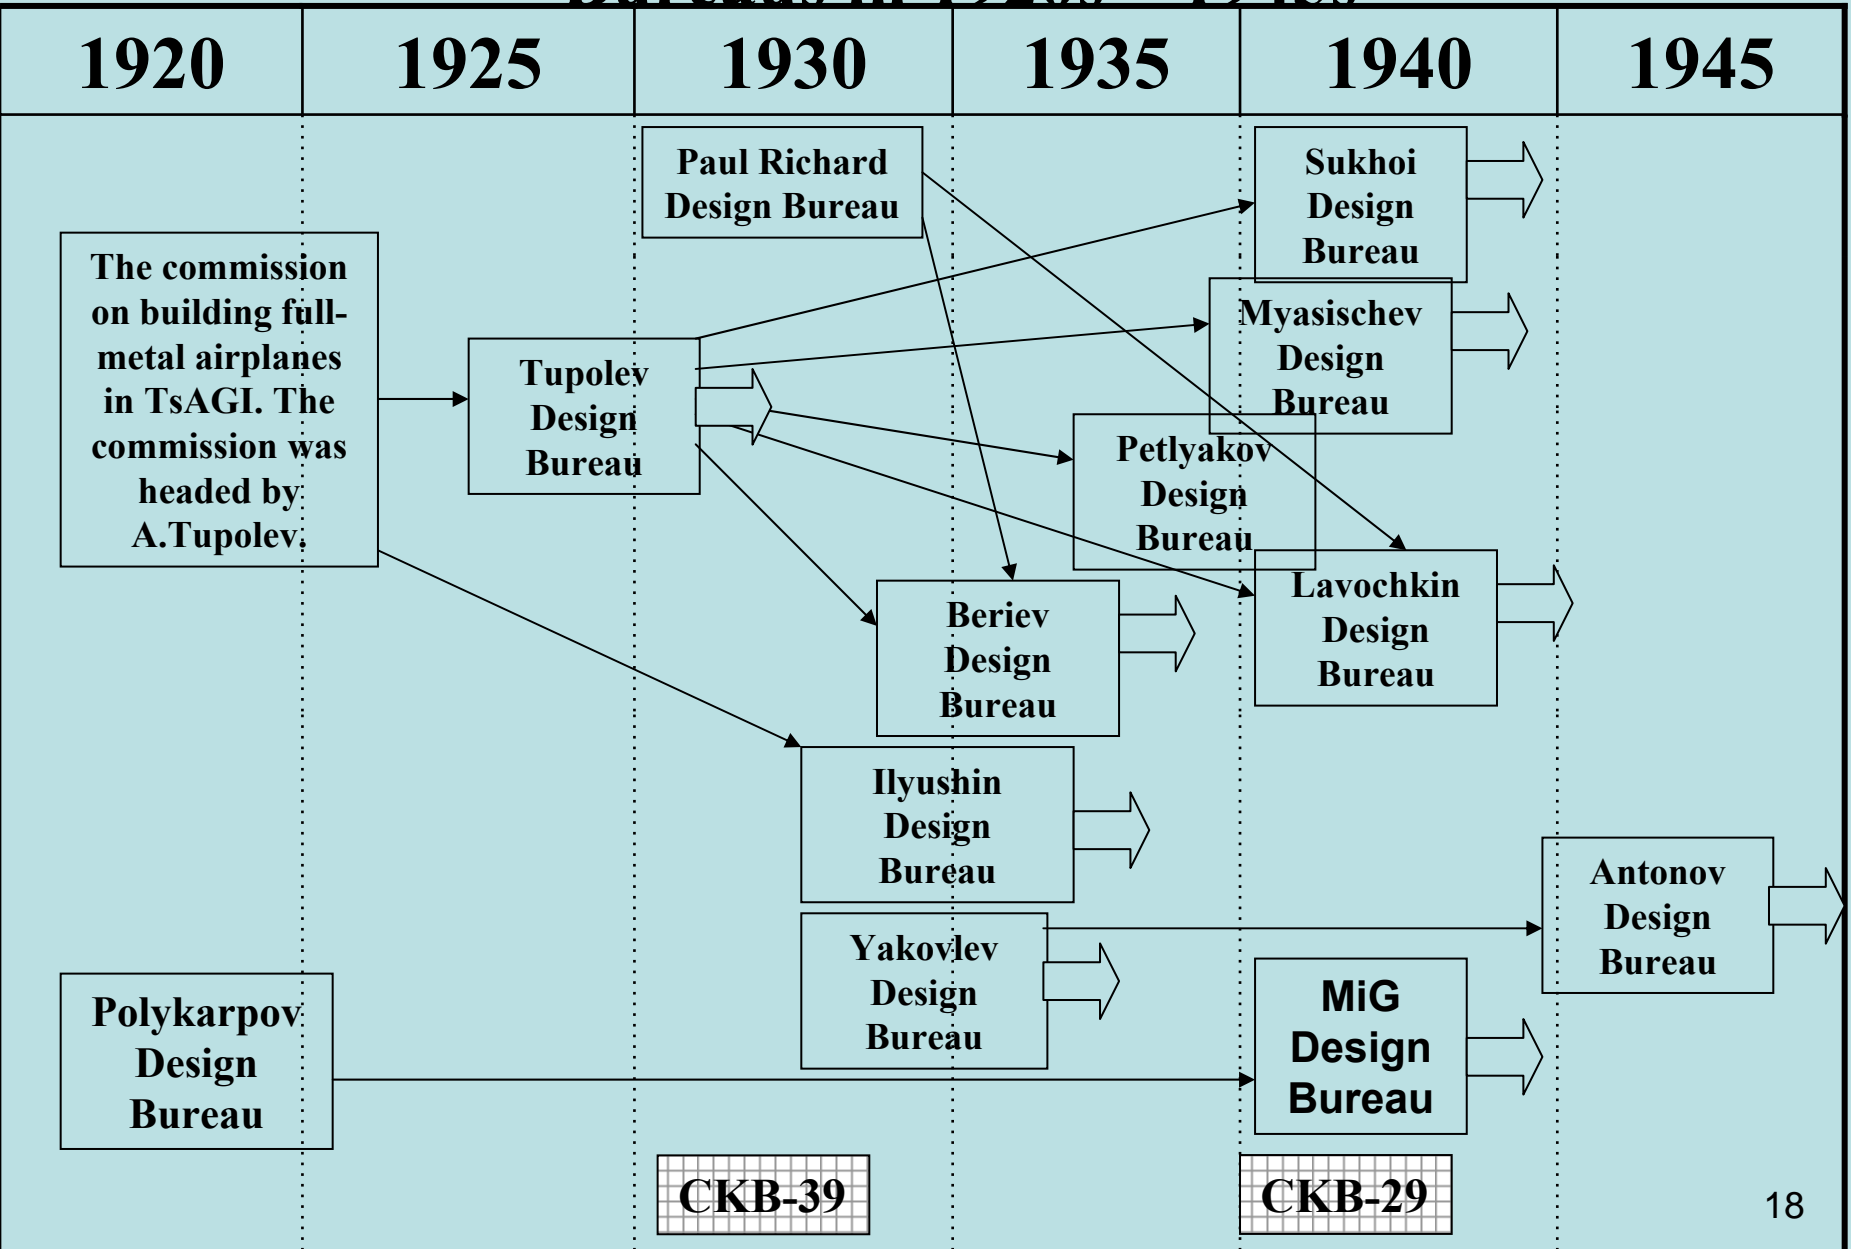 1920 1925 1930 1935 1940 1945
Paul Richard
Design Bureau
Sukhoi
Design
Bureau
The commission
on building full-
metal airplanes
in TsAGI. The
commission was
headed by
A.Tupolev.
Myasischev
Design
Bureau
Tupolev
Design
Bureau
Petlyakov
Design
Bureau
Lavochkin
Design
Bureau
Beriev
Design
Bureau
Ilyushin
Design
Bureau
Antonov
Design
Bureau
Yakovlev
Design
Bureau
Polykarpov
Design
Bureau
MiG
Design
Bureau
CKB-39
CKB-29
18